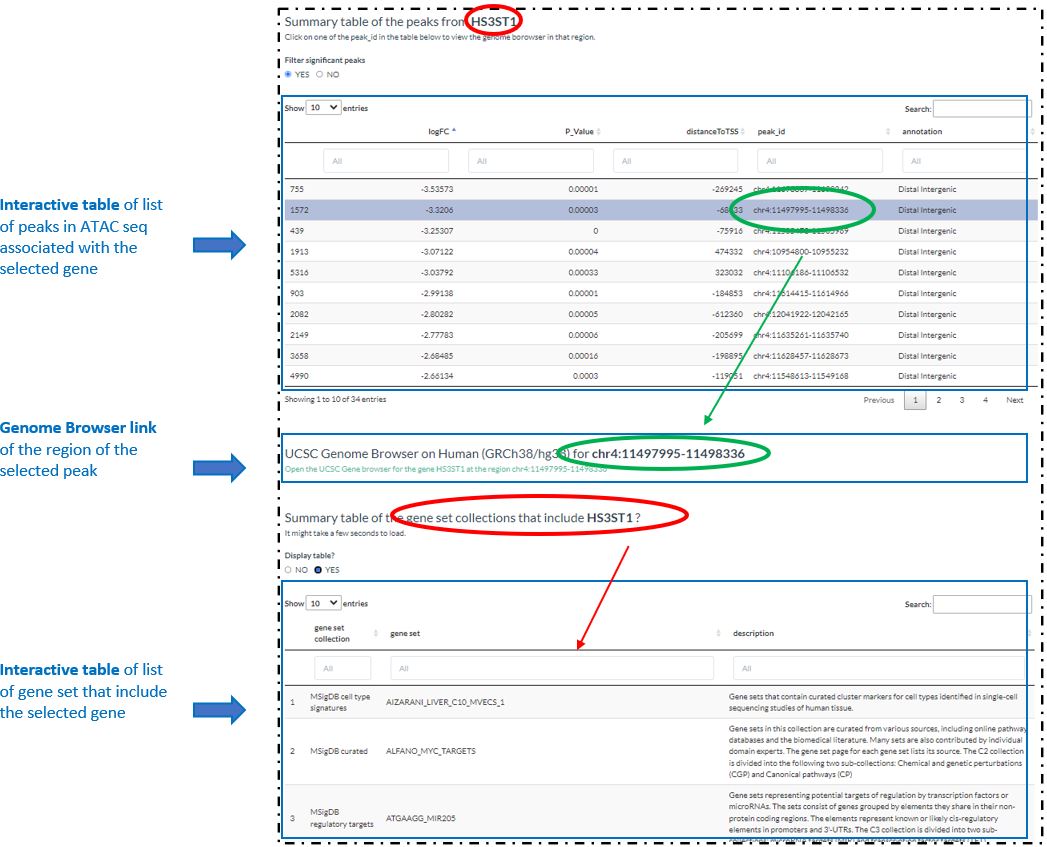 Summary table of the peaks from HS3ST1
Click on one of the peak_id in the table below to view the genome borowser in that region.
Filter significant peaks
YES NO
Show 10 entries Search:
logFC P_Value distanceToTSS peak_id annotation
All All All All All
755 -3.53573 0.00001 -269245 Distal Intergenic
1572 -3.3206 0.00003 chr4:11497995-11498336 Distal Intergenic
439 -3.25307 0 -75916 Distal Intergenic
1913 -3.07122 0.00004 474332 chr4:10954800-10955232 Distal Intergenic
5316 -3.03792 0.00033 323032 Distal Intergenic
903 -2.99138 0.00001 -184853 chr4:11614415-11614966 Distal Intergenic
2082 -2.80282 0.00005 -612360 chr4:12041922-12042165 Distal Intergenic
2149 -2.77783 0.00006 -205699 chr4:11635261-11635740 Distal Intergenic
3658 -2.68485 0.00016 -198895 chr4:11628457-11628673 Distal Intergenic
4990 -2.66134 0.0003 -119051 chr4:11548613-11549168 Distal Intergenic
Showing 1 to 10 of 34 entries Previous 1 2 3 4 Next
Interactive table of list
of peaks in ATAC seq
associated with the
selected gene
UCSC Genome Browser on Human (GRCh38/hg38) for chr4:11497995-11498336
Open the UCSC Gene browser for the gene HS3ST1 at the region chr4:11497995-11498336
Genome Browser link
of the region of the
selected peak
Summary table of the gene set collections that include HS3ST1 ?
It might take a few seconds to load.
Display table?
NO YES
Show 10 entries Search:
gene set
collection gene set description
All All All
1 MSigDB cell type
signatures AIZARANI_LIVER_C10_MVECS_1 Gene sets that contain curated cluster markers for cell types identified in single-cell
sequencing studies of human tissue.
2 MSigDB curated ALFANO_MYC_TARGETS Gene sets in this collection are curated from various sources, including online pathway
databases and the biomedical literature. Many sets are also contributed by individual
domain experts. The gene set page for each gene set lists its source. The C2 collection
is divided into the following two sub-collections: Chemical and genetic perturbations
(CGP) and Canonical pathways (CP)
3 MSigDB
regulatory targets ATGAAGG_MIR205 Gene sets representing potential targets of regulation by transcription factors or
microRNAs. The sets consist of genes grouped by elements they share in their non-
protein coding regions. The elements represent known or likely cis-regulatory
elements in promoters and 3'-UTRs. The C3 collection is divided into two sub-
Interactive table of list
of gene set that include
the selected gene